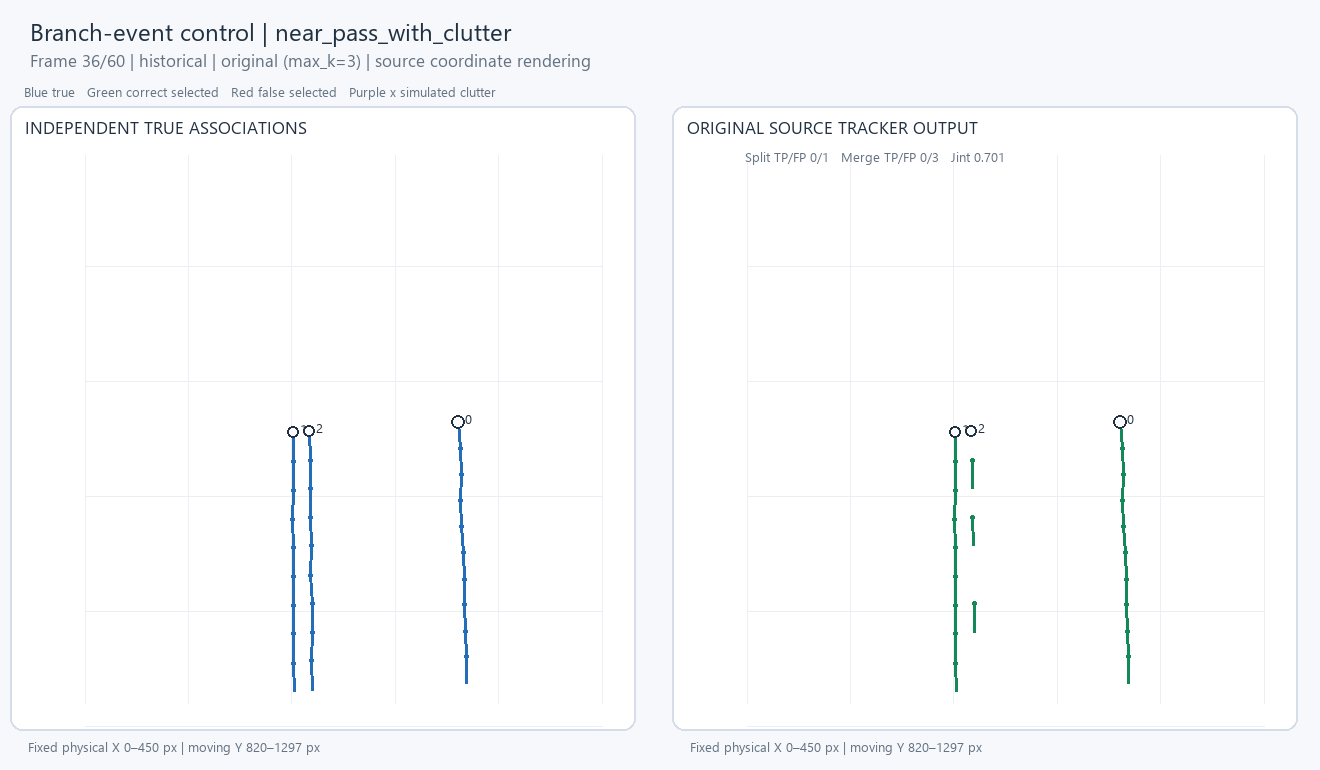 Branch-event control | near_pass_with_clutter
Frame 36/60 | historical | original (max_k=3) | source coordinate rendering
Blue true   Green correct selected   Red false selected   Purple x simulated clutter
INDEPENDENT TRUE ASSOCIATIONS
2
0
Fixed physical X 0–450 px | moving Y 820–1297 px
ORIGINAL SOURCE TRACKER OUTPUT
Split TP/FP 0/1   Merge TP/FP 0/3   Jint 0.701
2
0
Fixed physical X 0–450 px | moving Y 820–1297 px